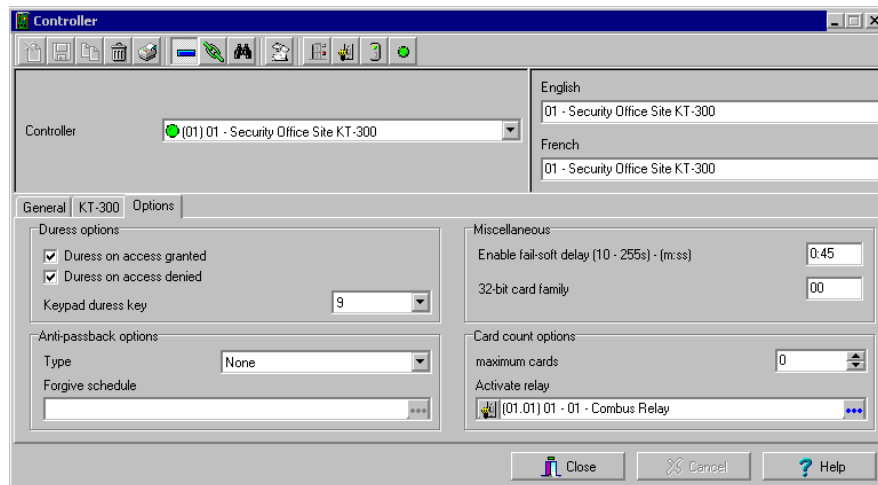 Controller
English
01 - Security Office Site KT-300
Controller
(01) 01 - Security Office Site KT-300
French
01 - Security Office Site KT-300
General
KT-300
Options
Duress options
Duress on access granted
Duress on access denied
Keypad duress key
9
Miscellaneous
Enable fail-soft delay (10 - 255s) - (m:ss)
0:45
32-bit card family
00
Anti-passback options
Type
None
Forgive schedule
Card count options
maximum cards
0
Activate relay
(01.01) 01 - 01 - Combus Relay
Close
Cancel
Help